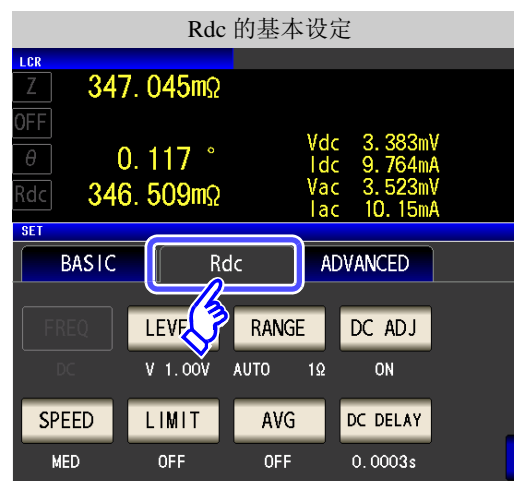 Rdc 的基本设定
LCR
Z 347.045mΩ
OFF
θ 0.117 °
Rdc 346.509mΩ
Vdc 3.383mV
Idc 9.764mA
Vac 3.523mV
Iac 10.15mA
SET
BASIC Rdc ADVANCED
FREQ LEVE RANGE DC ADJ
DC V 1.00V AUTO 1Ω ON
SPEED LIMIT AVG DC DELAY
MED OFF OFF 0.0003s